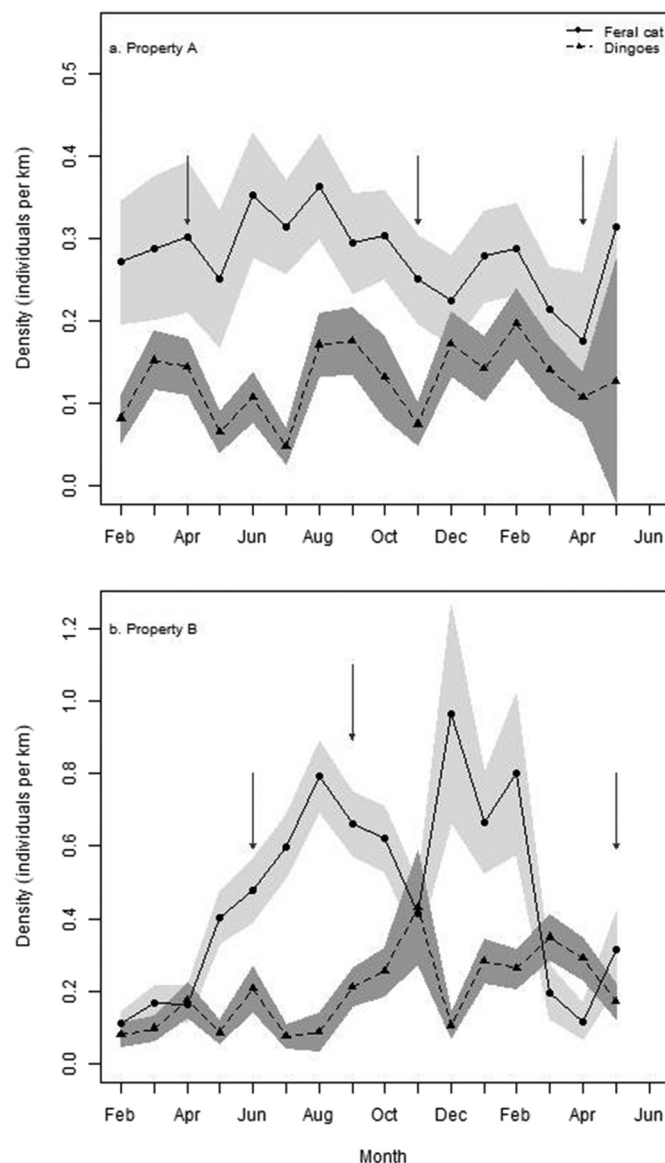 a. Property A
Feral cat
Dingoes
Density (individuals per km)
0.5
0.4
0.3
0.2
0.1
0.0
Feb Apr Jun Aug Oct Dec Feb Apr Jun
b. Property B
Density (individuals per km)
1.2
1.0
0.8
0.6
0.4
0.2
0.0
Feb Apr Jun Aug Oct Dec Feb Apr Jun
Month